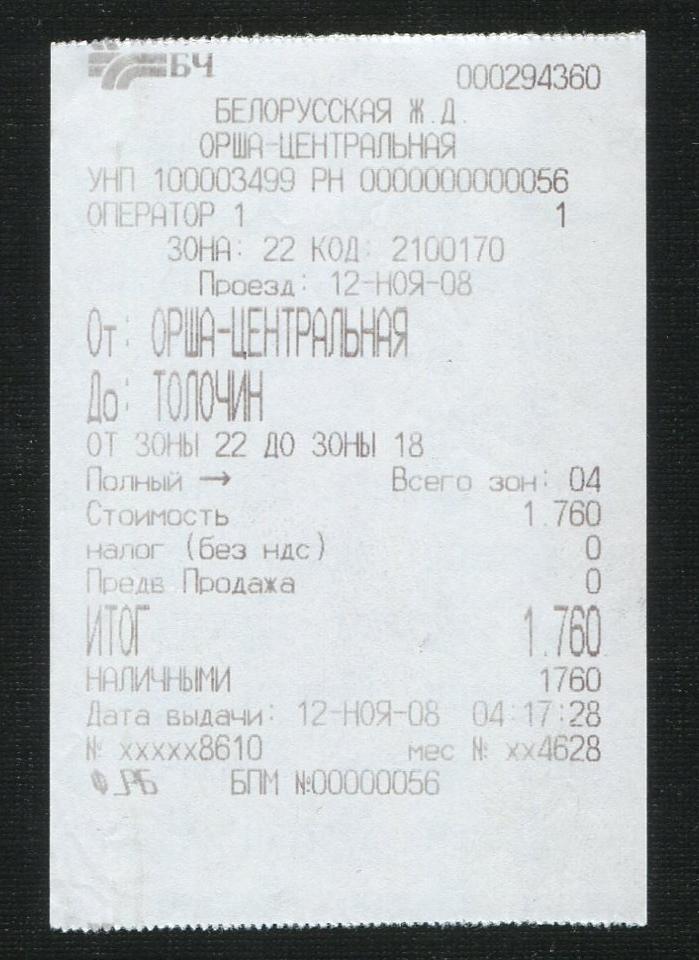 БЧ 000294360
БЕЛОРУССКАЯ Ж.Д.
ОРША-ЦЕНТРАЛЬНАЯ
УНП 100003499 РН 0000000000056
ОПЕРАТОР 1 1
ЗОНА: 22 КОД: 2100170
Проезд: 12-НОЯ-08
От: ОРША-ЦЕНТРАЛЬНАЯ
До: ТОЛОЧИН
ОТ ЗОНЫ 22 ДО ЗОНЫ 18
Полный → Всего зон: 04
Стоимость 1.760
налог (без ндс) 0
Предв.Продажа 0
ИТОГ 1.760
НАЛИЧНЫМИ 1760
Дата выдачи: 12-НОЯ-08 04:17:28
№ xxxxx8610 мес № xx4628
БПМ №00000056